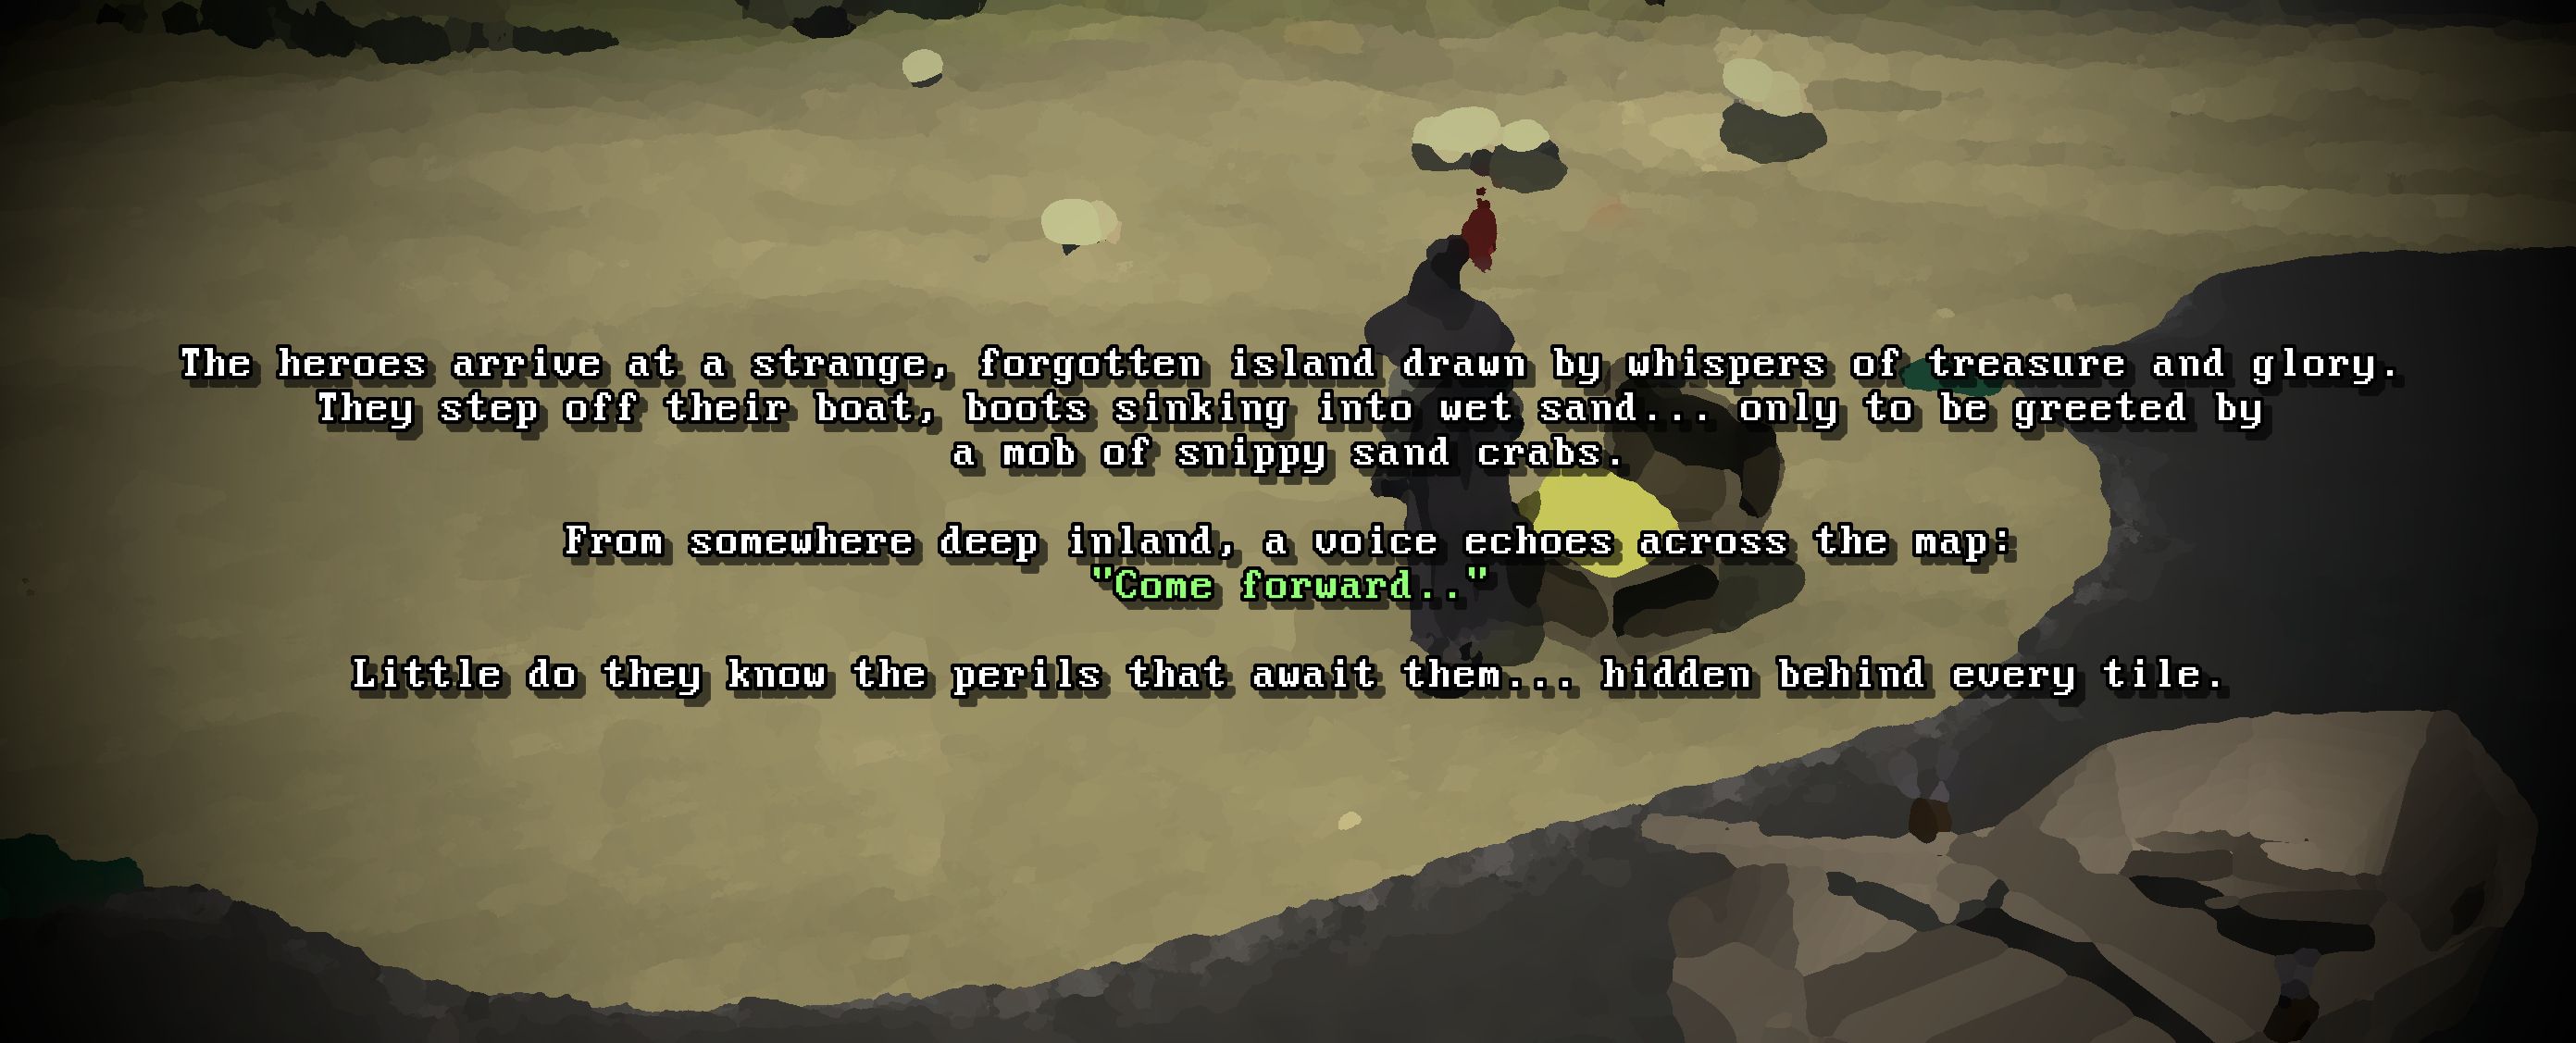 The heroes arrive at a strange, forgotten island drawn by whispers of treasure and glory.
They step off their boat, boots sinking into wet sand... only to be greeted by
a mob of snippy sand crabs.
From somewhere deep inland, a voice echoes across the map:
"Come forward.."
Little do they know the perils that await them... hidden behind every tile.